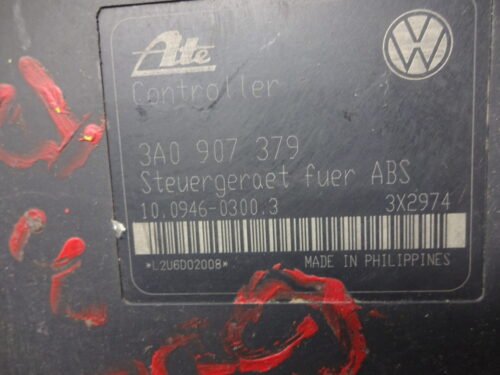 Ate
Controller
3A0 907 379
Steuergeraet fuer ABS
10.0946-0300.3 3X2974
*L2U6D02008* MADE IN PHILIPPINES